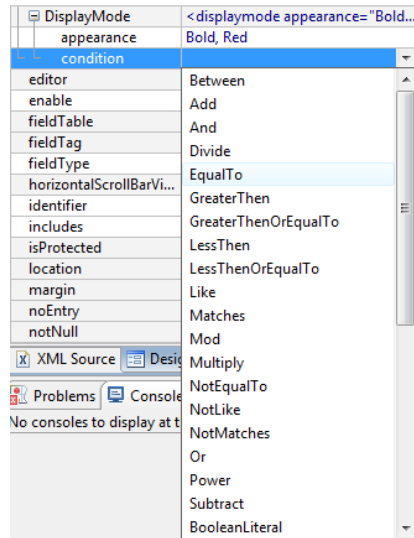 DisplayMode <displaymode appearance="Bold...
appearance Bold, Red
condition
editor
enable
fieldTable
fieldTag
fieldType
horizontalScrollBarVi...
identifier
includes
isProtected
location
margin
noEntry
notNull
Between
Add
And
Divide
EqualTo
GreaterThen
GreaterThenOrEqualTo
LessThen
LessThenOrEqualTo
Like
Matches
Mod
Multiply
NotEqualTo
NotLike
NotMatches
Or
Power
Subtract
BooleanLiteral
XML Source Desig
Problems Console
No consoles to display at t